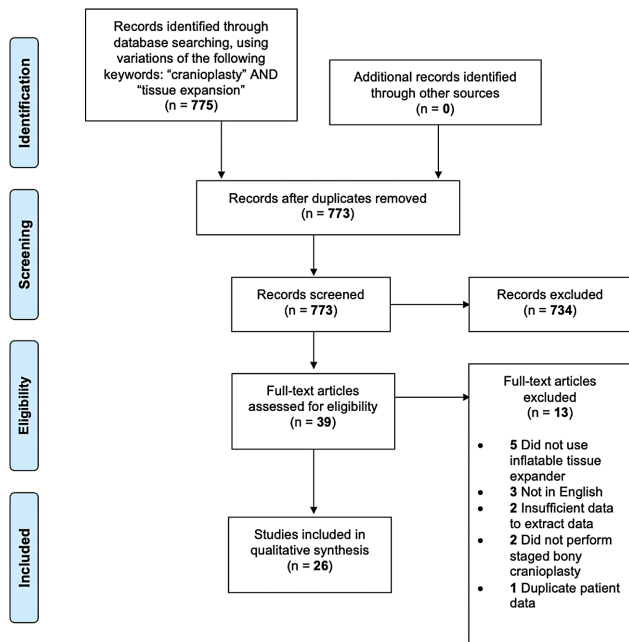 Identification
Records identified through
database searching, using
variations of the following
keywords: “cranioplasty” AND
“tissue expansion”
(n = 775)
Additional records identified
through other sources
(n = 0)
Screening
Records after duplicates removed
(n = 773)
Records screened
(n = 773)
Records excluded
(n = 734)
Eligibility
Full-text articles
assessed for eligibility
(n = 39)
Full-text articles
excluded
(n = 13)
• 5 Did not use
inflatable tissue
expander
• 3 Not in English
• 2 Insufficient data
to extract data
• 2 Did not perform
staged bony
cranioplasty
• 1 Duplicate patient
data
Included
Studies included in
qualitative synthesis
(n = 26)